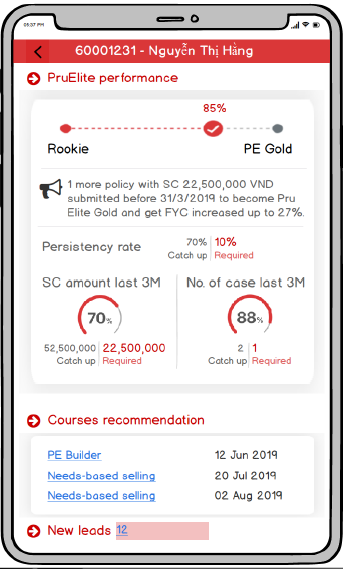 05:37 PM
60001231 - Nguyễn Thị Hằng
PruElite performance
85%
Rookie PE Gold
1 more policy with SC 22,500,000 VND
submitted before 31/3/2019 to become Pru
Elite Gold and get FYC increased up to 27%.
Persistency rate 70% 10%
Catch up Required
SC amount last 3M No. of case last 3M
70% 88%
52,500,000 22,500,000 2 1
Catch up Required Catch up Required
Courses recommendation
PE Builder 12 Jun 2019
Needs-based selling 20 Jul 2019
Needs-based selling 02 Aug 2019
New leads 12